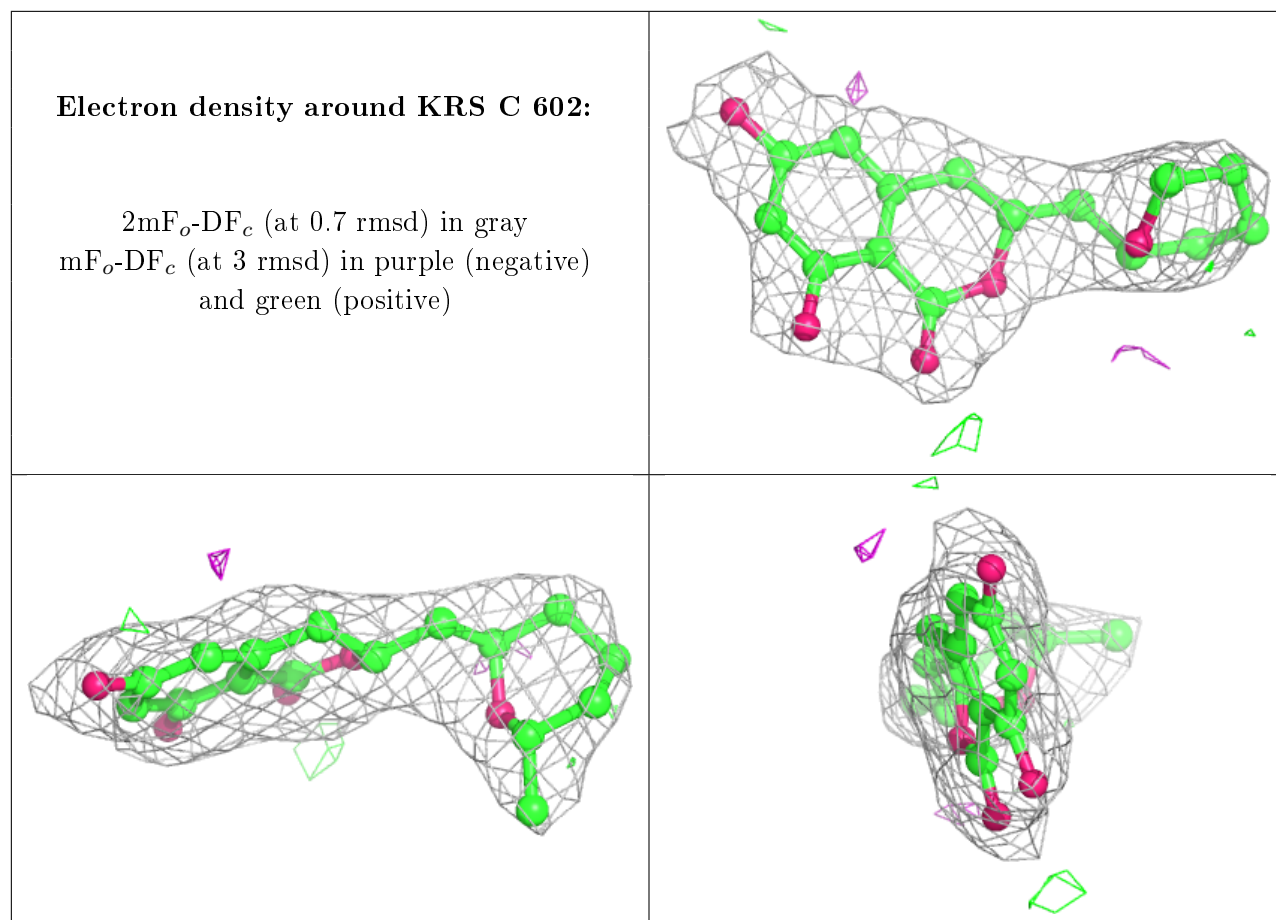 Electron density around KRS C 602:
2mFo-DFc (at 0.7 rmsd) in gray
mFo-DFc (at 3 rmsd) in purple (negative)
and green (positive)